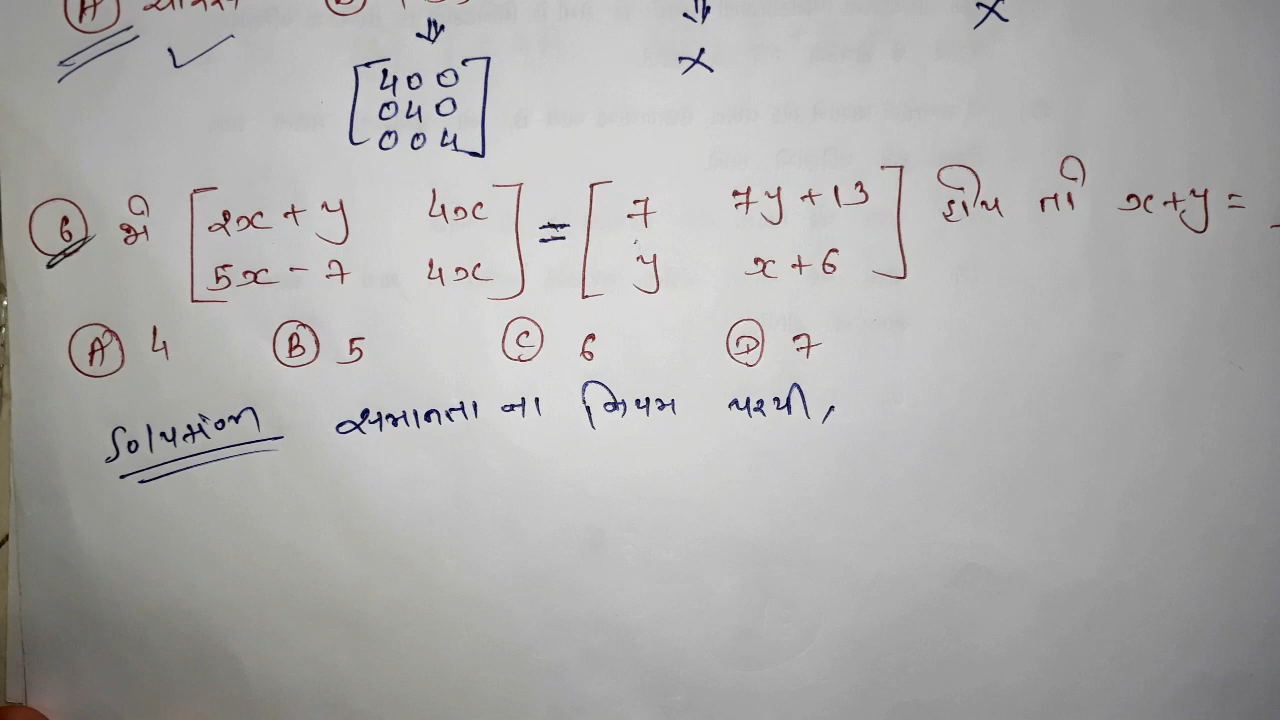 A
4 0 0
0 4 0
0 0 4
6 જો [2x + y 4x = [7 7y + 13] હોય તો x+y =
5x - 7 4x] y x + 6
A 4 B 5 C 6 D 7
સમાનતા ના નિયમ પરથી,